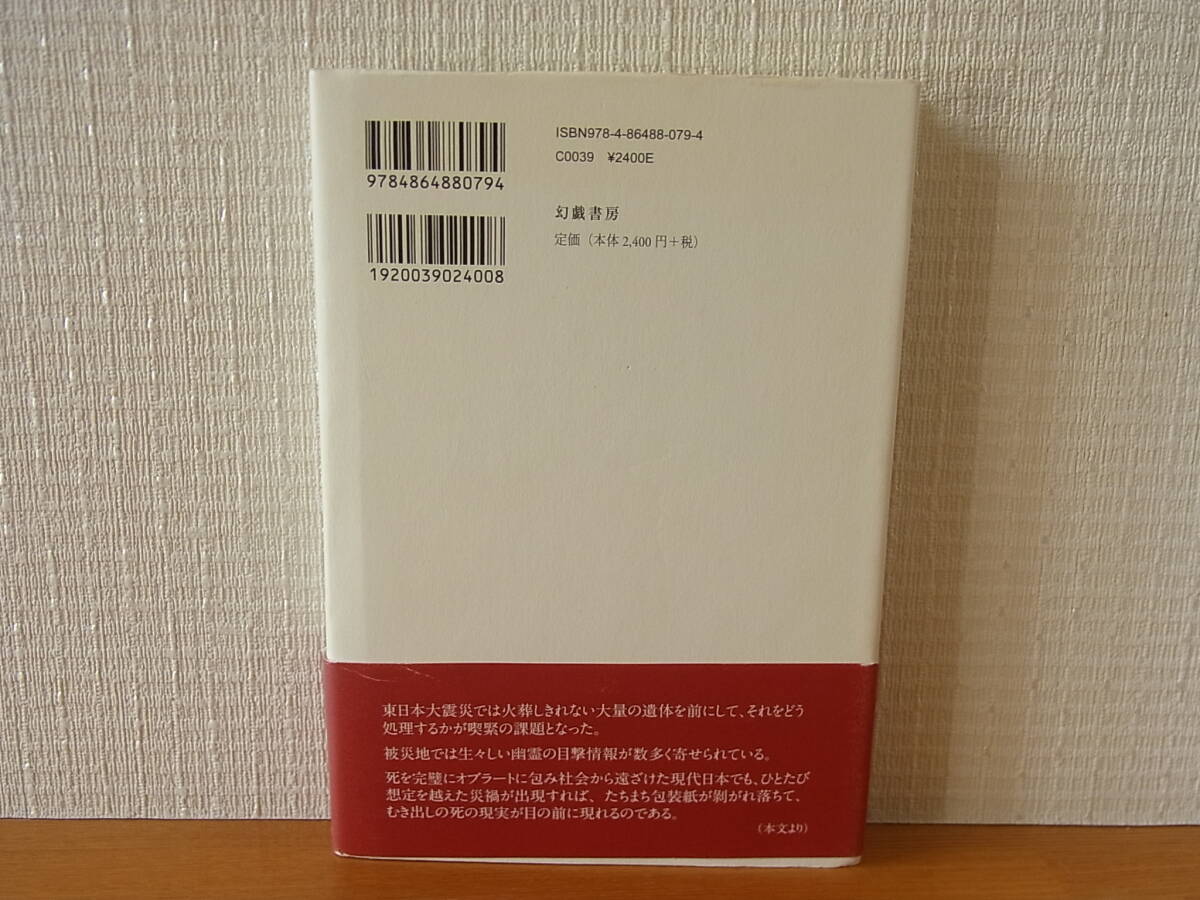 9784864880794
1920039024008
ISBN978-4-86488-079-4
C0039 ¥2400E
幻戯書房
定価（本体2,400円＋税）
東日本大震災では火葬しきれない大量の遺体を前にして、それをどう
処理するかが喫緊の課題となった。
被災地では生々しい幽霊の目撃情報が数多く寄せられている。
死を完璧にオブラートに包み社会から遠ざけた現代日本でも、ひとたび
想定を越えた災禍が出現すれば、たちまち包装紙が剝がれ落ちて、
むき出しの死の現実が目の前に現れるのである。
（本文より）